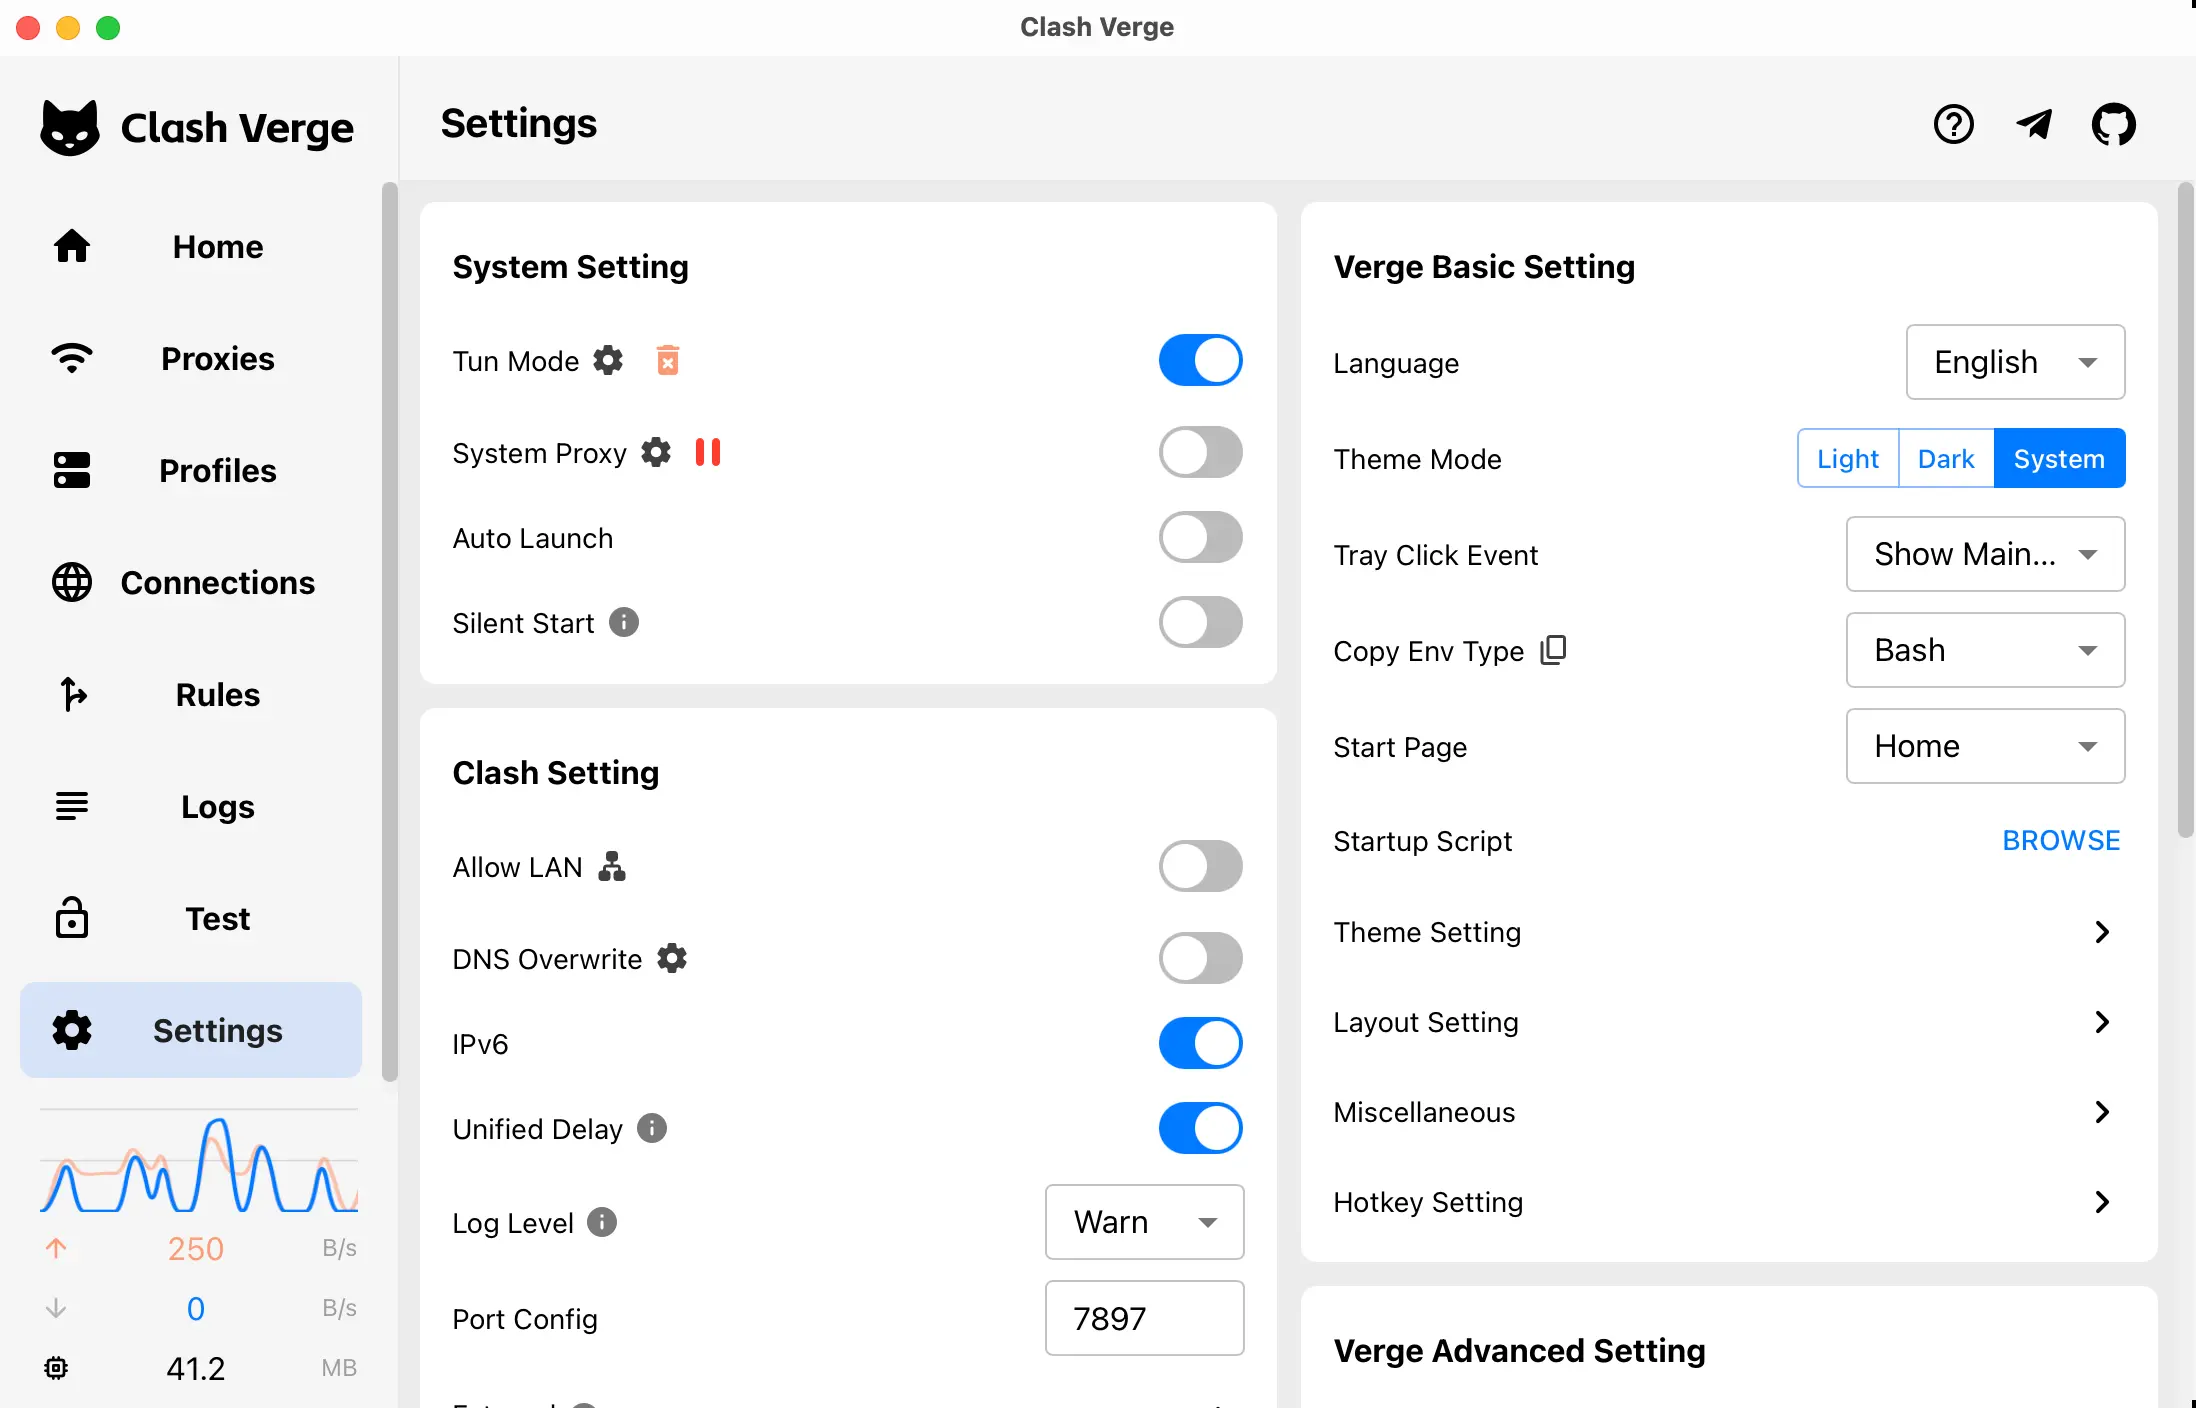 Clash Verge
Clash Verge
Home
Proxies
Profiles
Connections
Rules
Logs
Test
Settings
250 B/s
0 B/s
41.2 MB
Settings
System Setting
Tun Mode
System Proxy
Auto Launch
Silent Start
Clash Setting
Allow LAN
DNS Overwrite
IPv6
Unified Delay
Log Level Warn
Port Config 7897
Verge Basic Setting
Language English
Theme Mode Light Dark System
Tray Click Event Show Main...
Copy Env Type Bash
Start Page Home
Startup Script BROWSE
Theme Setting
Layout Setting
Miscellaneous
Hotkey Setting
Verge Advanced Setting